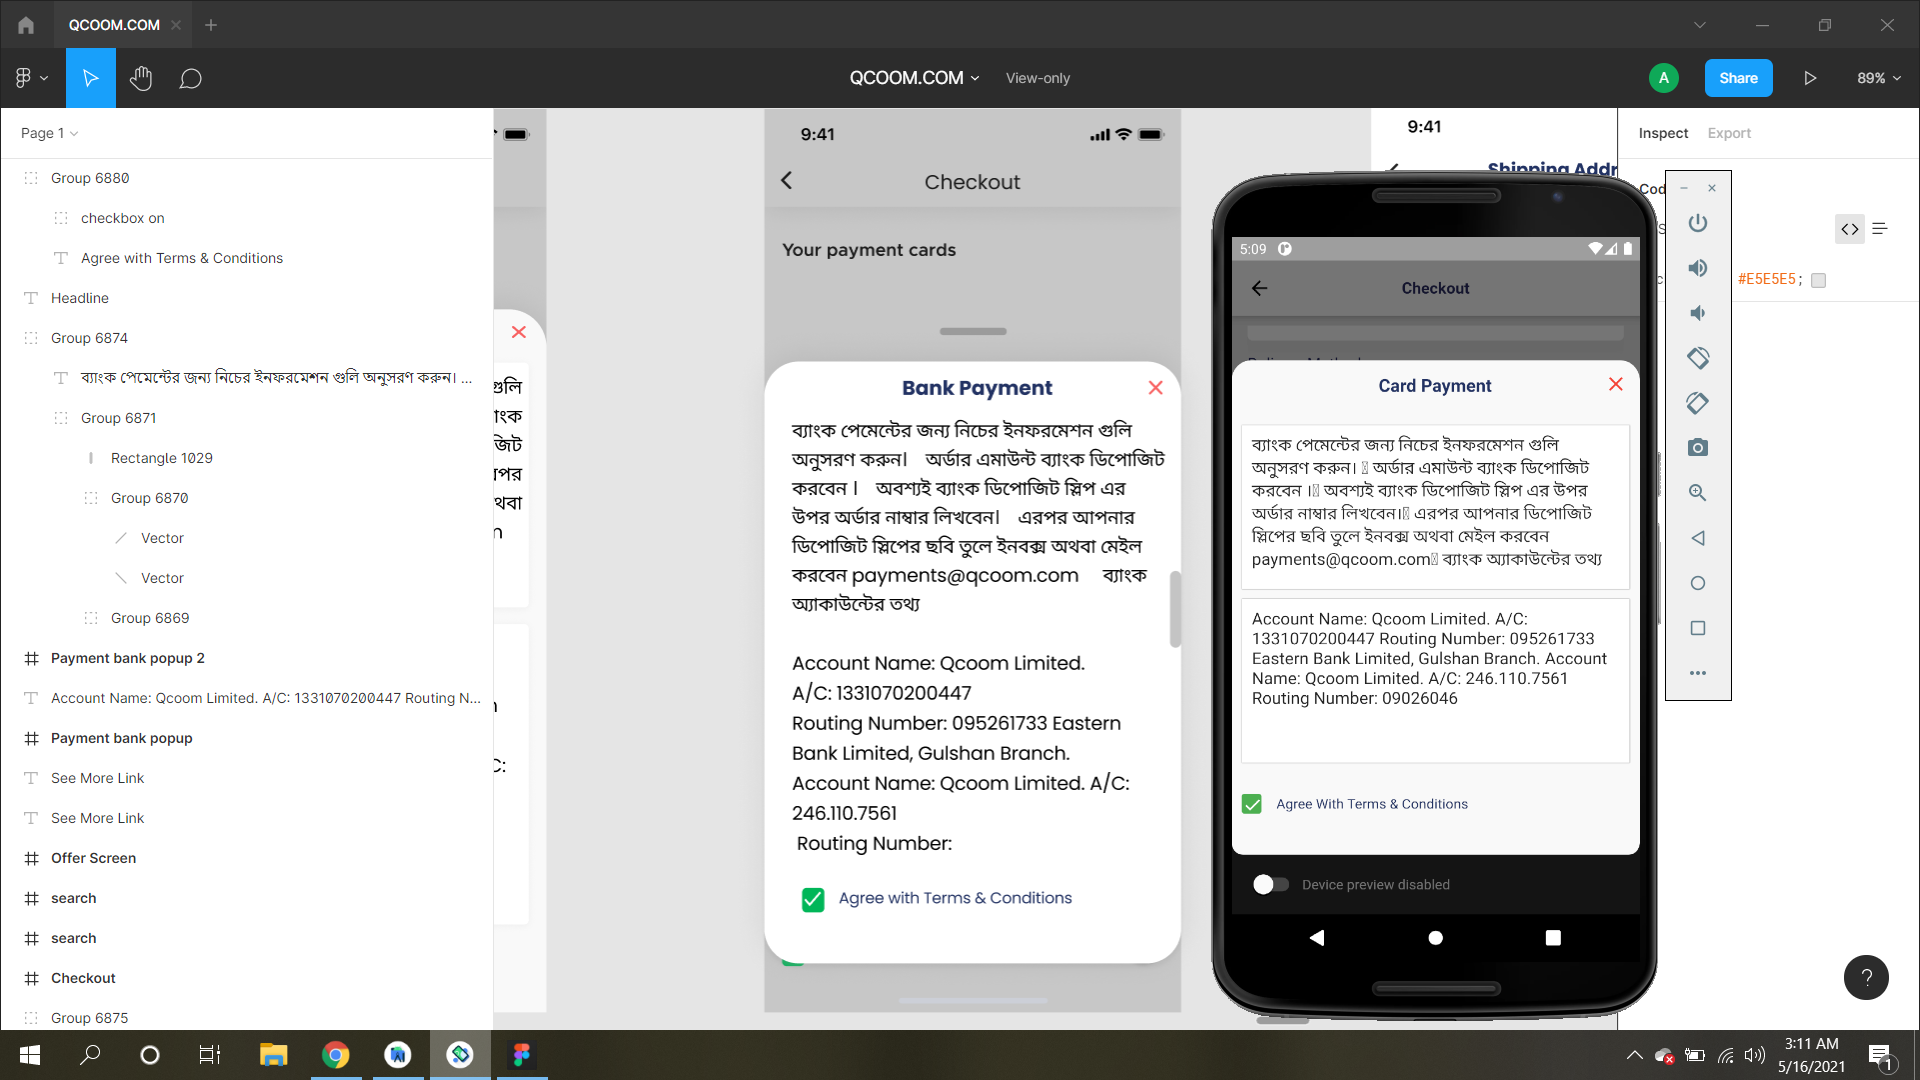 QCOOM.COM
QCOOM.COM
View-only
A
Share
89%
Page 1
Group 6880
checkbox on
Agree with Terms & Conditions
Headline
Group 6874
ব্যাংক পেমেন্টের জন্য নিচের ইনফরমেশন গুলি অনুসরণ করুন। ...
Group 6871
Rectangle 1029
Group 6870
Vector
Vector
Group 6869
Payment bank popup 2
Account Name: Qcoom Limited. A/C: 1331070200447 Routing N...
Payment bank popup
See More Link
See More Link
Offer Screen
search
search
Checkout
Group 6875
গুলি
জিট
n
C:
9:41
Checkout
Your payment cards
Bank Payment
ব্যাংক পেমেন্টের জন্য নিচের ইনফরমেশন গুলি
অনুসরণ করুন। অর্ডার এমাউন্ট ব্যাংক ডিপোজিট
করবেন । অবশ্যই ব্যাংক ডিপোজিট স্লিপ এর
উপর অর্ডার নাম্বার লিখবেন। এরপর আপনার
ডিপোজিট স্লিপের ছবি তুলে ইনবক্স অথবা মেইল
করবেন payments@qcoom.com ব্যাংক
অ্যাকাউন্টের তথ্য
Account Name: Qcoom Limited.
A/C: 1331070200447
Routing Number: 095261733 Eastern
Bank Limited, Gulshan Branch.
Account Name: Qcoom Limited. A/C:
246.110.7561
Routing Number:
Agree with Terms & Conditions
9:41
Shipping Addr
5:09
Checkout
Card Payment
ব্যাংক পেমেন্টের জন্য নিচের ইনফরমেশন গুলি
অনুসরণ করুন। অর্ডার এমাউন্ট ব্যাংক ডিপোজিট
করবেন । অবশ্যই ব্যাংক ডিপোজিট স্লিপ এর উপর
অর্ডার নাম্বার লিখবেন। এরপর আপনার ডিপোজিট
স্লিপের ছবি তুলে ইনবক্স অথবা মেইল করবেন
payments@qcoom.com ব্যাংক অ্যাকাউন্টের তথ্য
Account Name: Qcoom Limited. A/C:
1331070200447 Routing Number: 095261733
Eastern Bank Limited, Gulshan Branch. Account
Name: Qcoom Limited. A/C: 246.110.7561
Routing Number: 09026046
Agree With Terms & Conditions
Device preview disabled
Inspect
Export
Cod
#E5E5E5;
?
3:11 AM
5/16/2021
1